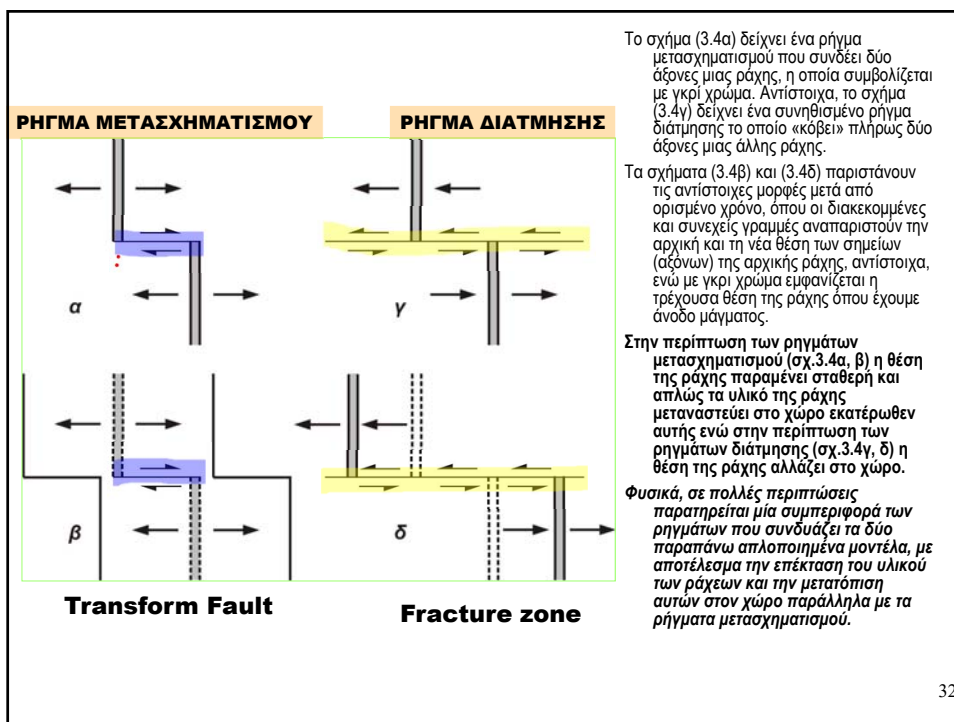 ΡΗΓΜΑ ΜΕΤΑΣΧΗΜΑΤΙΣΜΟΥ
ΡΗΓΜΑ ΔΙΑΤΜΗΣΗΣ
α
γ
β
δ
Transform Fault
Fracture zone
Το σχήμα (3.4α) δείχνει ένα ρήγμα
μετασχηματισμού που συνδέει δύο
άξονες μιας ράχης, η οποία συμβολίζεται
με γκρι χρώμα. Αντίστοιχα, το σχήμα
(3.4γ) δείχνει ένα συνηθισμένο ρήγμα
διάτμησης το οποίο «κόβει» πλήρως δύο
άξονες μιας άλλης ράχης.
Τα σχήματα (3.4β) και (3.4δ) παριστάνουν
τις αντίστοιχες μορφές μετά από
ορισμένο χρόνο, όπου οι διακεκομμένες
και συνεχείς γραμμές αναπαριστούν την
αρχική και τη νέα θέση των σημείων
(αξόνων) της αρχικής ράχης, αντίστοιχα,
ενώ με γκρι χρώμα εμφανίζεται η
τρέχουσα θέση της ράχης όπου έχουμε
άνοδο μάγματος.
Στην περίπτωση των ρηγμάτων
μετασχηματισμού (σχ.3.4α, β) η θέση
της ράχης παραμένει σταθερή και
απλώς τα υλικό της ράχης
μεταναστεύει στο χώρο εκατέρωθεν
αυτής ενώ στην περίπτωση των
ρηγμάτων διάτμησης (σχ.3.4γ, δ) η
θέση της ράχης αλλάζει στο χώρο.
Φυσικά, σε πολλές περιπτώσεις
παρατηρείται μία συμπεριφορά των
ρηγμάτων που συνδυάζει τα δύο
παραπάνω απλοποιημένα μοντέλα, με
αποτέλεσμα την επέκταση του υλικού
των ράχεων και την μετατόπιση
αυτών στον χώρο παράλληλα με τα
ρήγματα μετασχηματισμού.
32